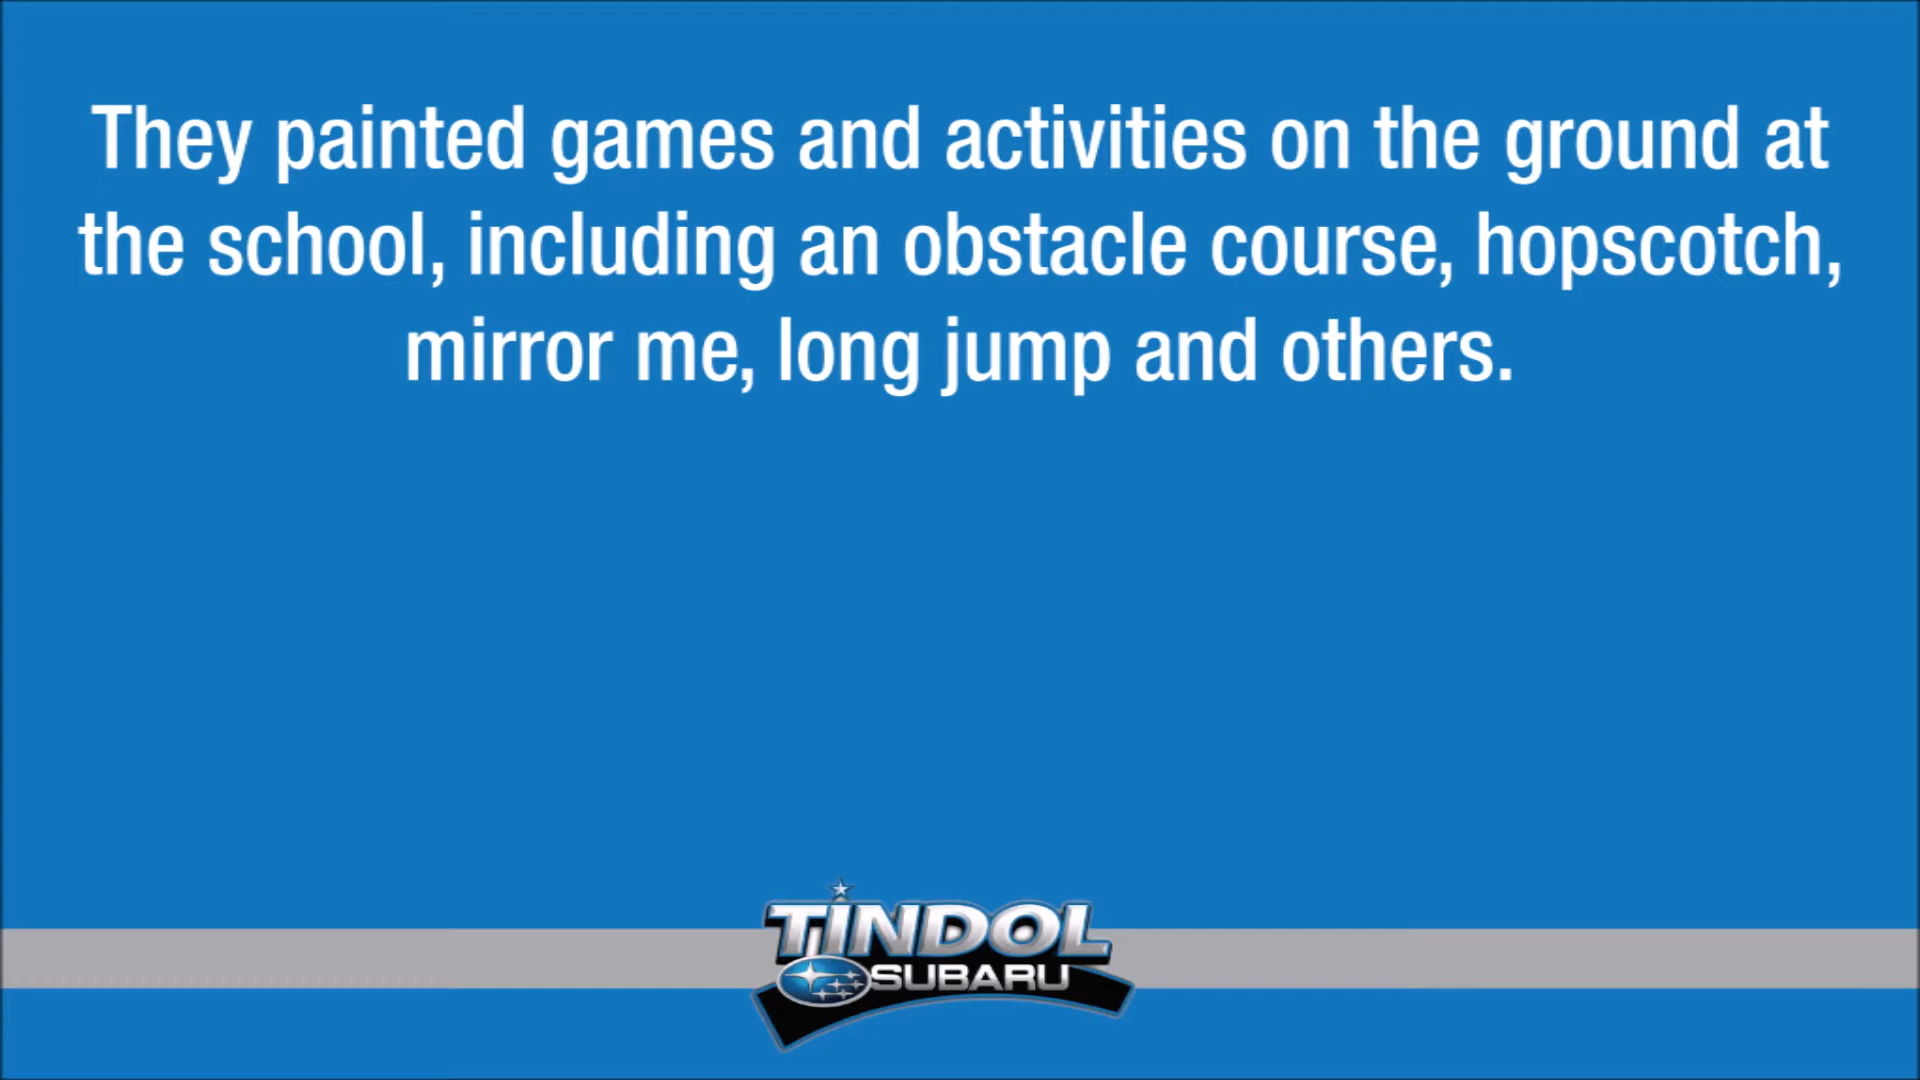 They painted games and activities on the ground at
the school, including an obstacle course, hopscotch,
mirror me, long jump and others.
TINDOL
SUBARU